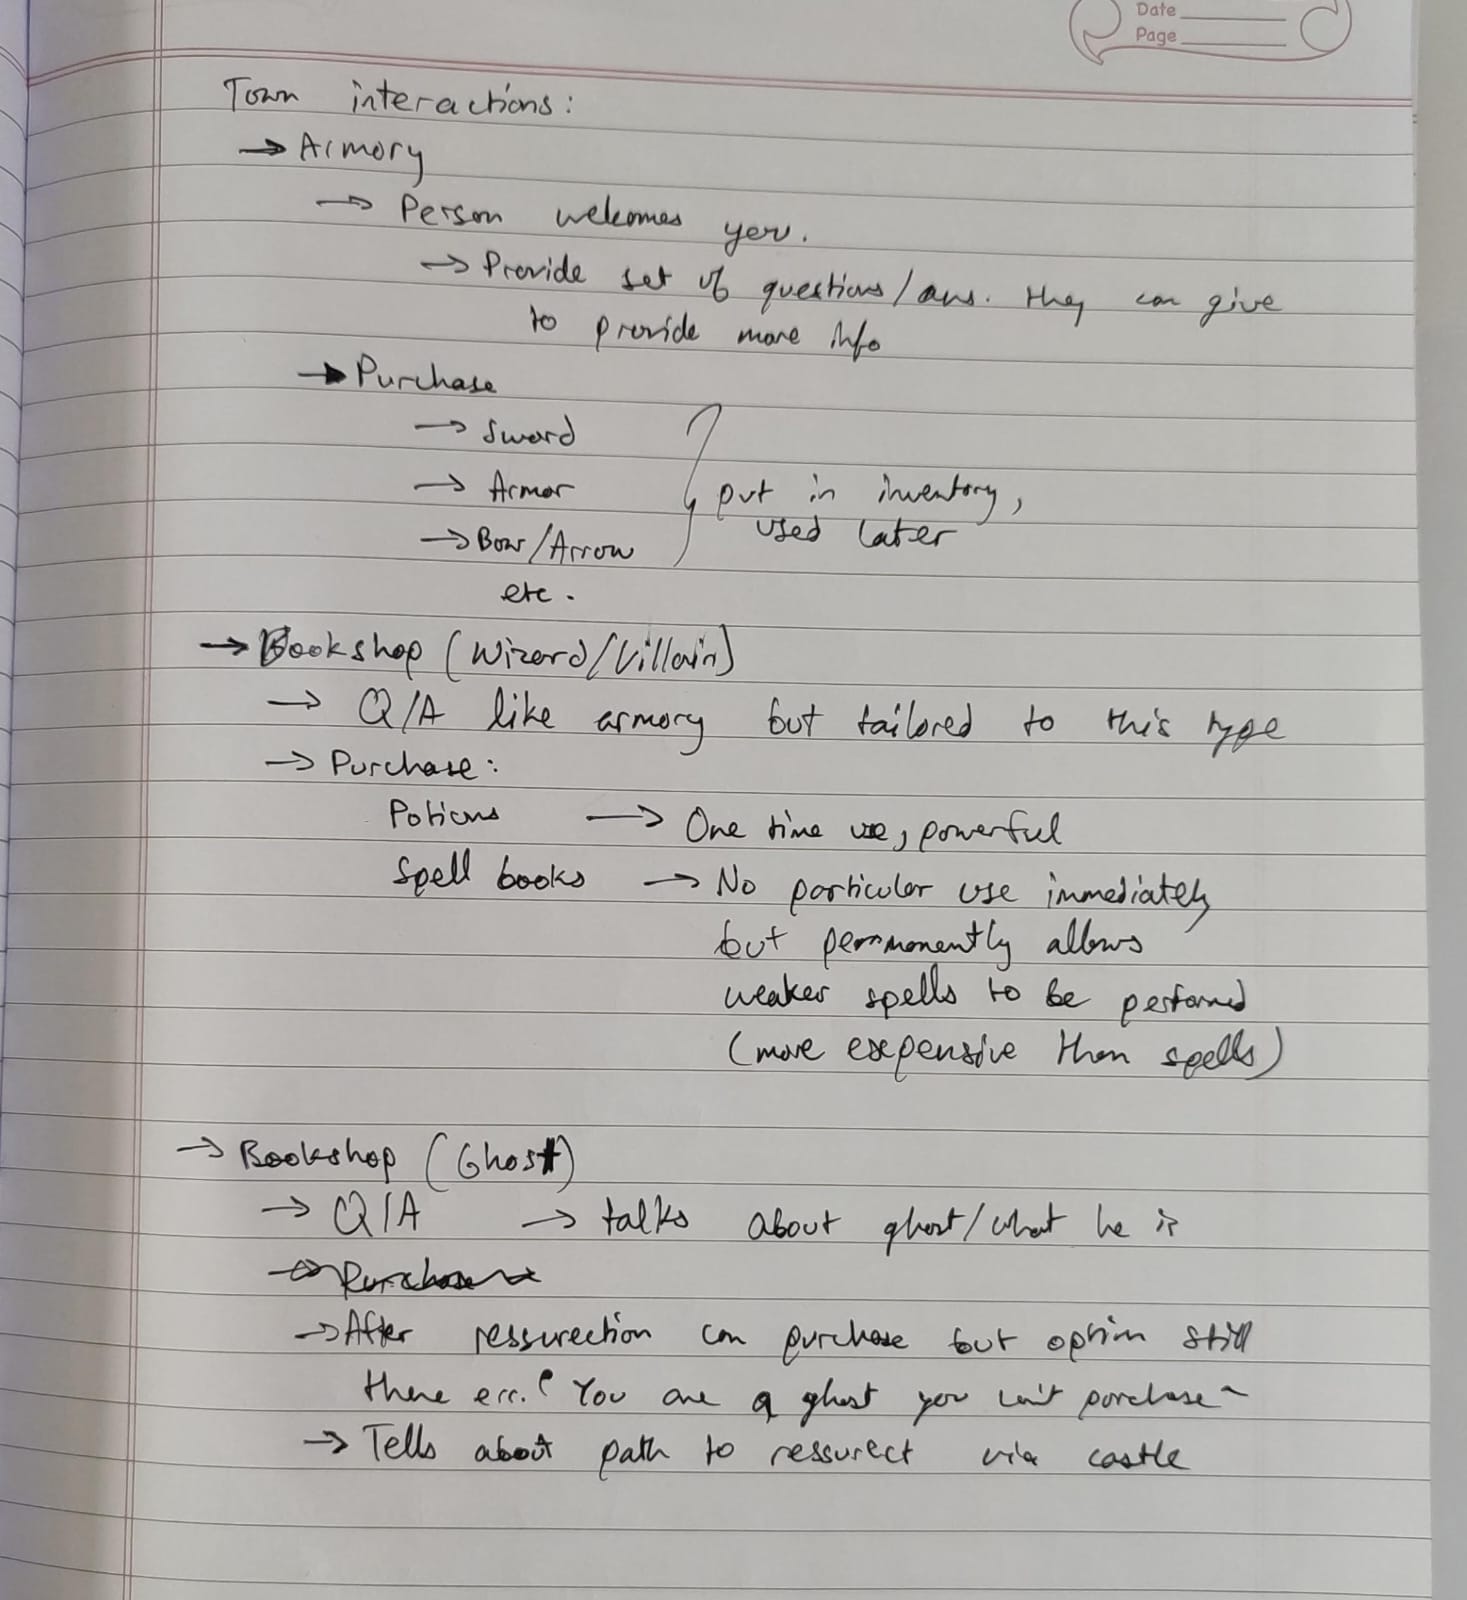 Date
Page
Town interactions:
→ Armory
→ Person welcomes you.
→ Provide set of questions/ans. they can give
to provide more info
→ Purchase
→ Sword
→ Armor
→ Bow/Arrow
etc.
put in inventory,
used later
→ Bookshop (Wizard/Villain)
→ Q/A like armory but tailored to this type
→ Purchase:
Potions → One time use, powerful
Spell books → No particular use immediately
but permanently allows
weaker spells to be performed
(more expensive than spells)
→ Bookshop (Ghost)
→ Q/A → talks about ghost/what he is
→ Purchase
→ After ressurection can purchase but option still
there err. "You are a ghost you can't purchase"
→ Tells about path to ressurect via castle